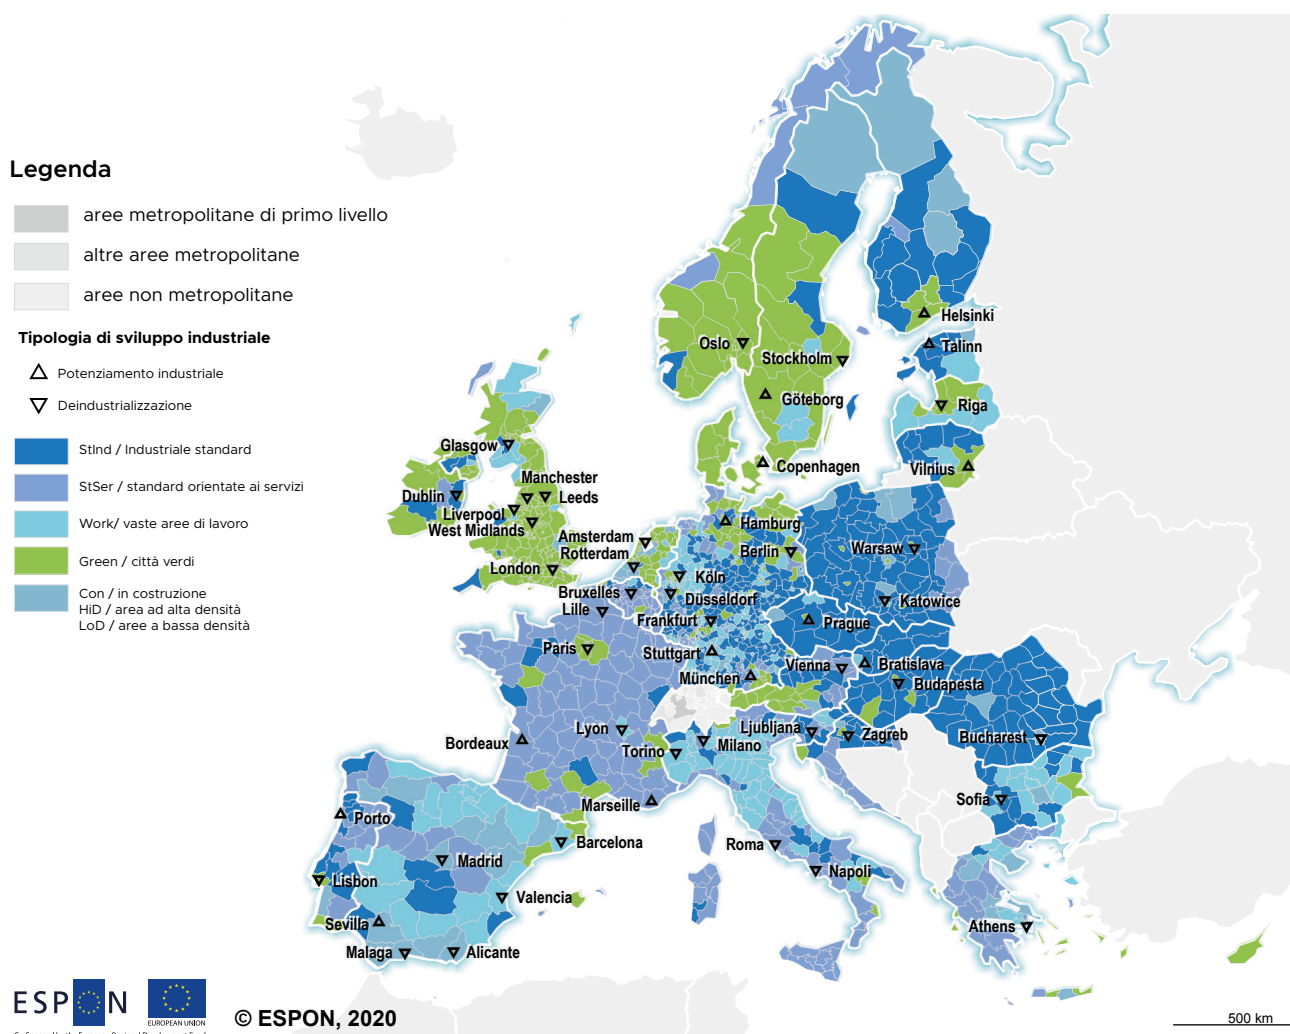 Legenda
aree metropolitane di primo livello
altre aree metropolitane
aree non metropolitane
Tipologia di sviluppo industriale
Potenziamento industriale
Deindustrializzazione
StInd / Industriale standard
StSer / standard orientate ai servizi
Work/ vaste aree di lavoro
Green / città verdi
Con / in costruzione
HiD / area ad alta densità
LoD / aree a bassa densità
Helsinki
Oslo
Talinn
Stockholm
Göteborg
Riga
Glasgow
Copenhagen
Vilnius
Manchester
Dublin
Leeds
Liverpool
West Midlands
Hamburg
Amsterdam
Rotterdam
Berlin
Warsaw
London
Köln
Bruxelles
Düsseldorf
Katowice
Lille
Frankfurt
Prague
Paris
Stuttgart
Vienna
Bratislava
München
Budapesta
Lyon
Ljubljana
Zagreb
Bucharest
Bordeaux
Torino
Milano
Marseille
Sofia
Porto
Barcelona
Roma
Madrid
Napoli
Lisbon
Valencia
Sevilla
Athens
Malaga
Alicante
ESPON
EUROPEAN UNION
© ESPON, 2020
500 km